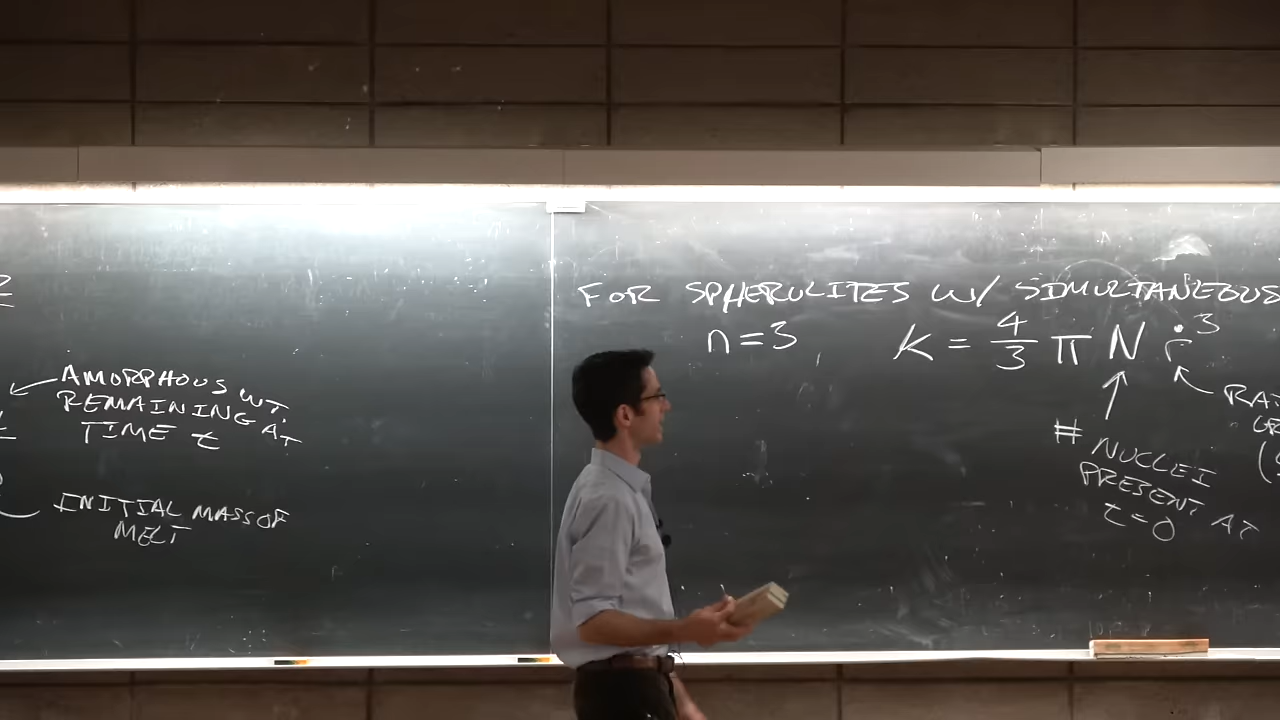 AMORPHOUS WT.
REMAINING AT
TIME t
INITIAL MASS OF
MELT
FOR SPHERULITES W/ SIMULTANEOUS
n=3 , K = 4/3 π N ṙ³
# NUCLEI
PRESENT AT
t=0